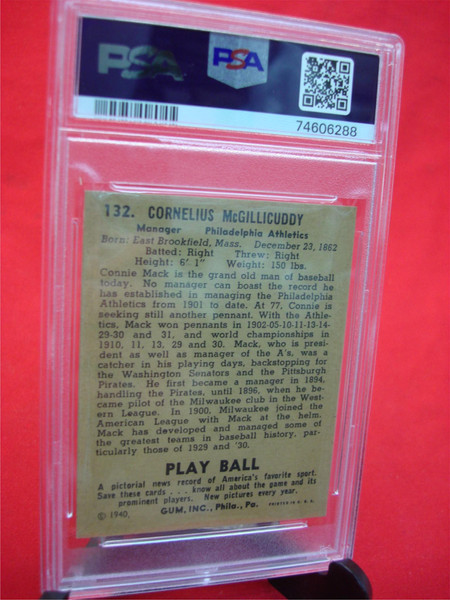 PSA PSA
74606288
132. CORNELIUS McGILLICUDDY
Manager Philadelphia Athletics
Born: East Brookfield, Mass. December 23, 1862
Batted: Right Threw: Right
Height: 6' 1" Weight: 150 lbs.
Connie Mack is the grand old man of baseball
today. No manager can boast the record he
has established in managing the Philadelphia
Athletics from 1901 to date. At 77, Connie is
seeking still another pennant. With the Athle-
tics, Mack won pennants in 1902-05-10-11-13-14-
29-30 and 31, and world championships in
1910, 11, 13, 29 and 30. Mack, who is presi-
dent as well as manager of the A's, was a
catcher in his playing days, backstopping for
the Washington Senators and the Pittsburgh
Pirates. He first became a manager in 1894,
handling the Pirates, until 1896, when he be-
came pilot of the Milwaukee club in the West-
ern League. In 1900, Milwaukee joined the
American League with Mack at the helm.
Mack has developed and managed some of
the greatest teams in baseball history, par-
ticularly those of 1929 and '30.
PLAY BALL
A pictorial news record of America's favorite sport.
Save these cards . . . know all about the game and its
prominent players. New pictures every year.
© 1940, GUM, INC., Phila., Pa. PRINTED IN U. S. A.